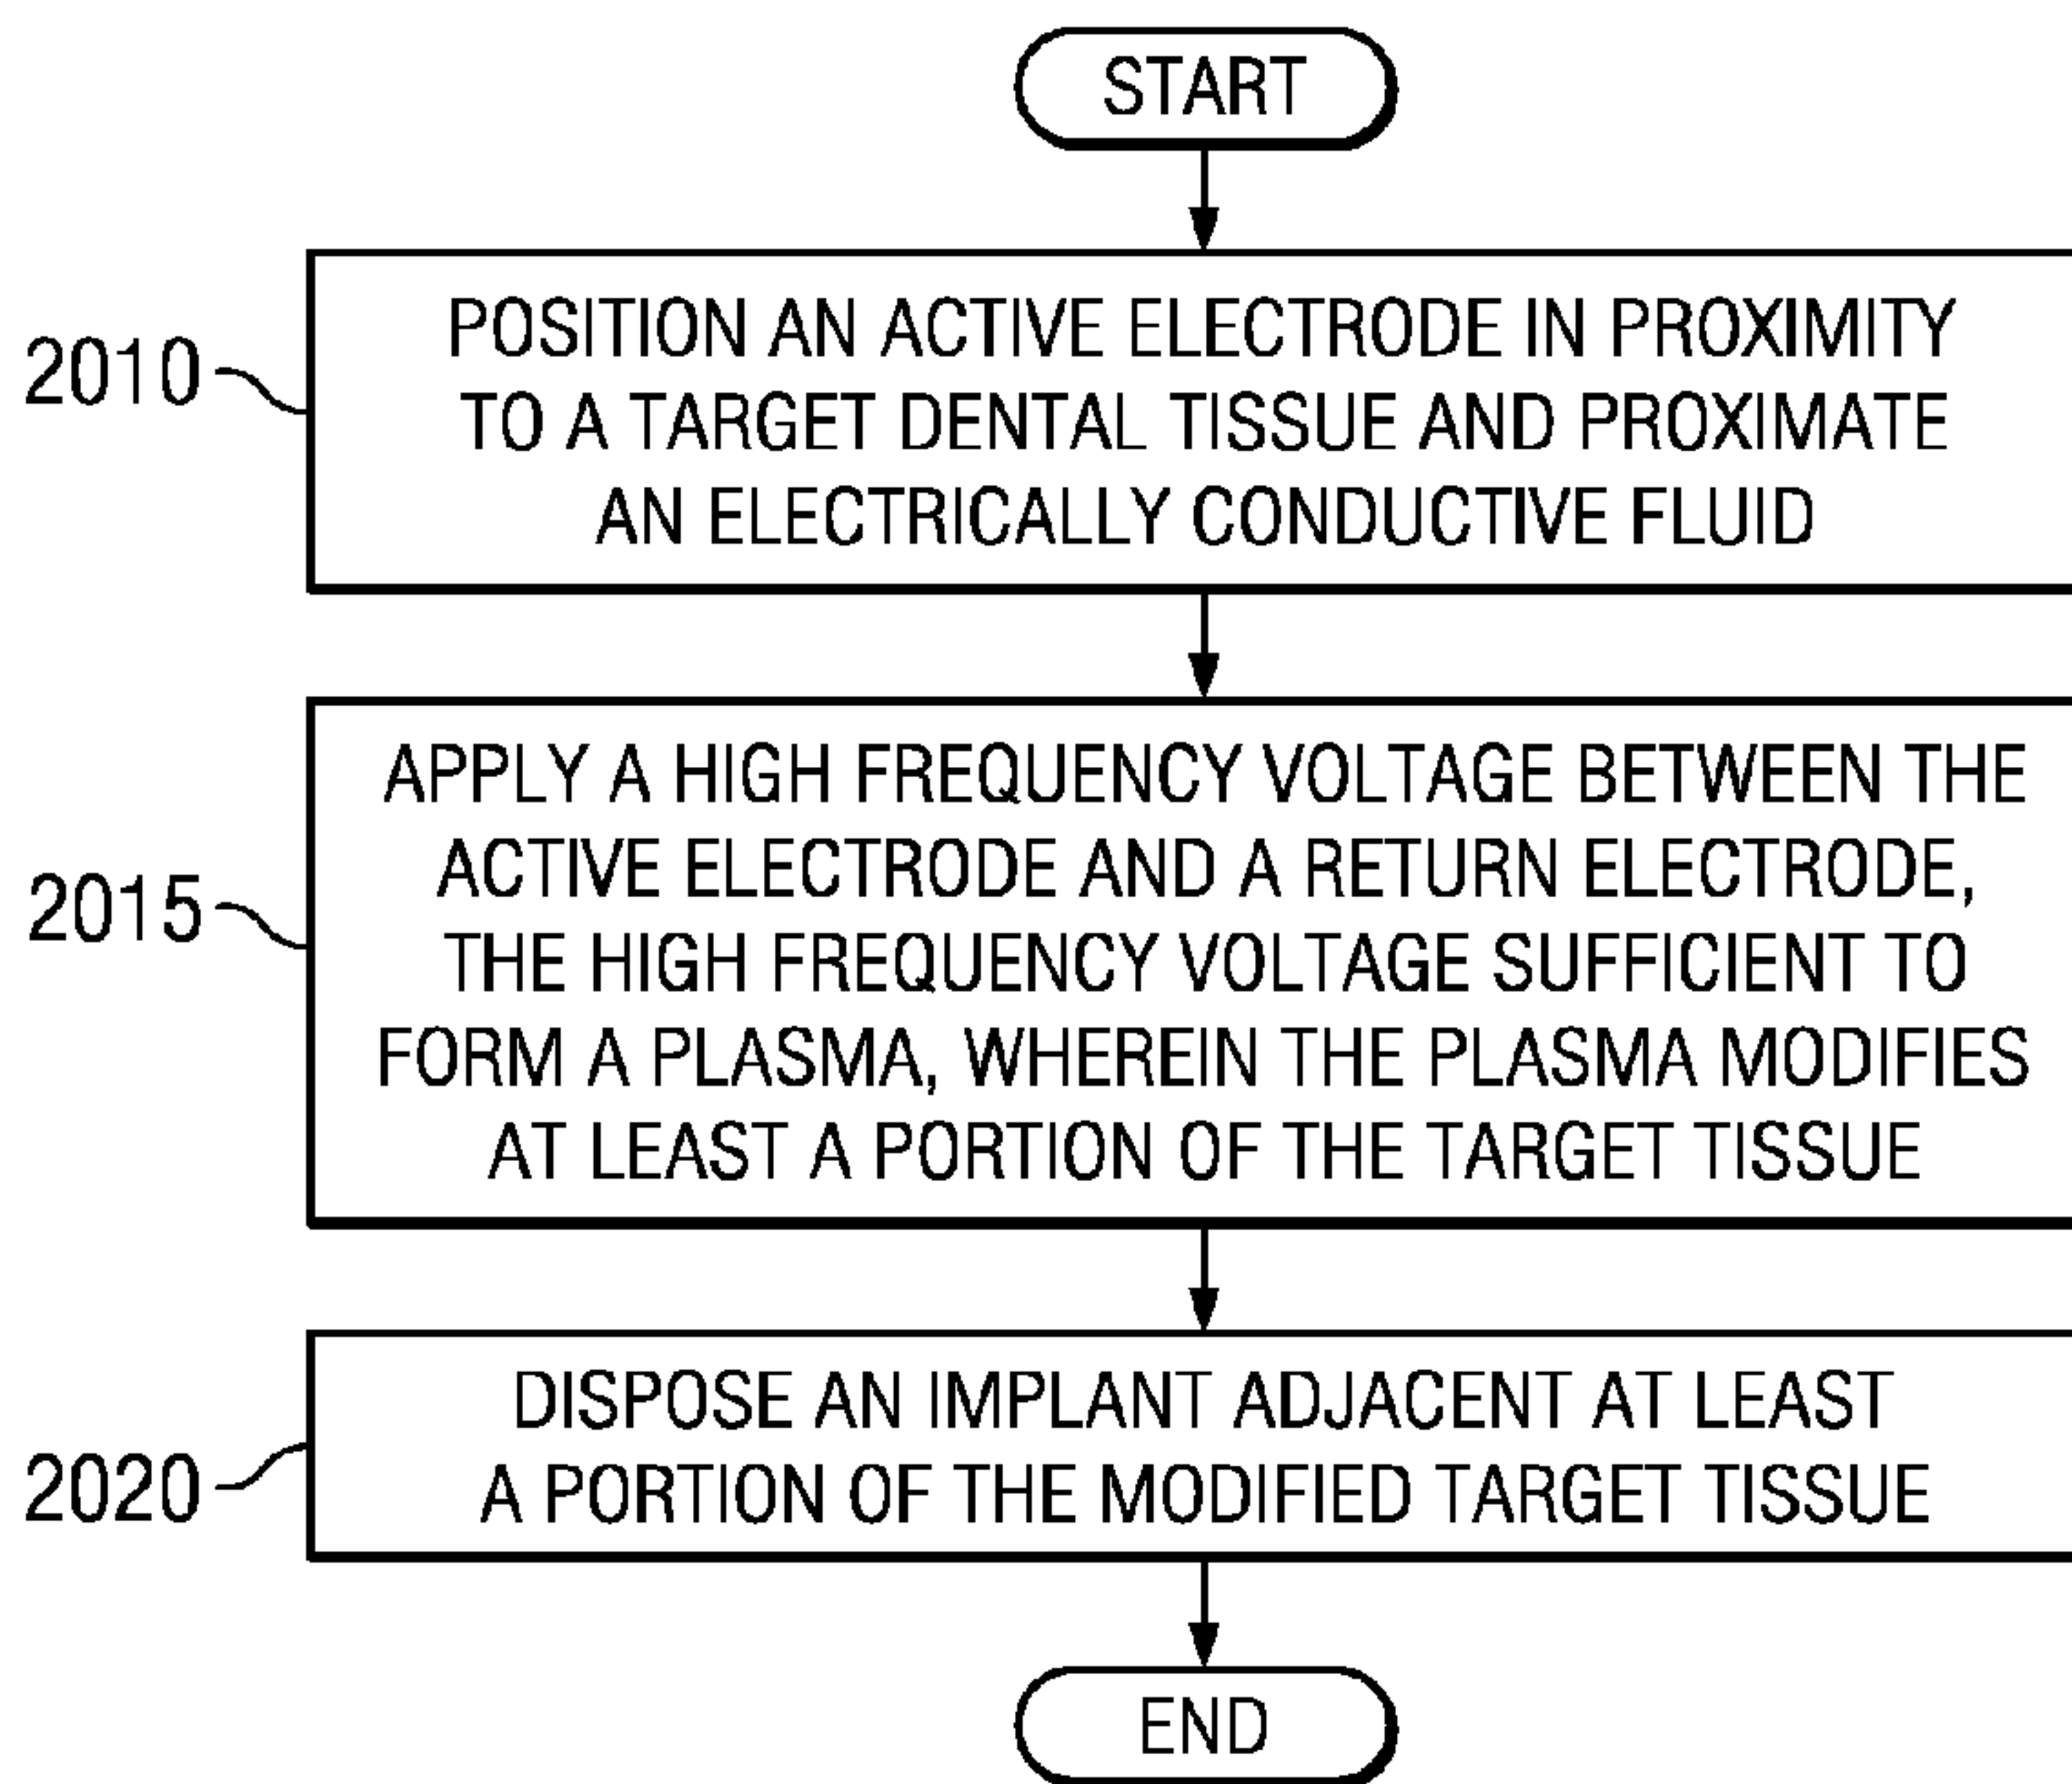 START
2010
POSITION AN ACTIVE ELECTRODE IN PROXIMITY
TO A TARGET DENTAL TISSUE AND PROXIMATE
AN ELECTRICALLY CONDUCTIVE FLUID
2015
APPLY A HIGH FREQUENCY VOLTAGE BETWEEN THE
ACTIVE ELECTRODE AND A RETURN ELECTRODE,
THE HIGH FREQUENCY VOLTAGE SUFFICIENT TO
FORM A PLASMA, WHEREIN THE PLASMA MODIFIES
AT LEAST A PORTION OF THE TARGET TISSUE
2020
DISPOSE AN IMPLANT ADJACENT AT LEAST
A PORTION OF THE MODIFIED TARGET TISSUE
END